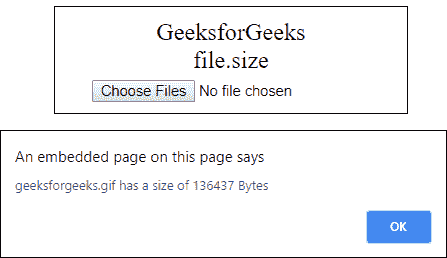 GeeksforGeeks
file.size
Choose Files No file chosen
An embedded page on this page says
geeksforgeeks.gif has a size of 136437 Bytes
OK